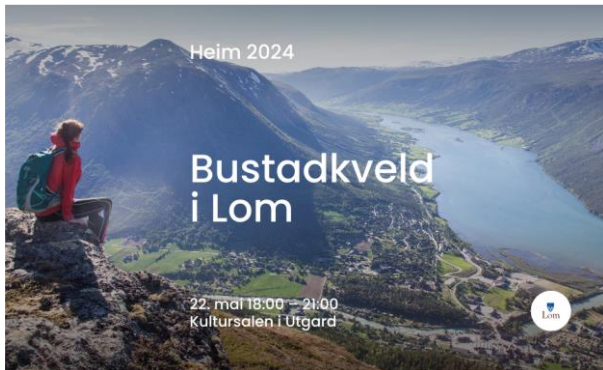 Heim 2024
Bustadkveld
i Lom
22. mai 18:00 – 21:00
Kultursalen i Utgard
Lom